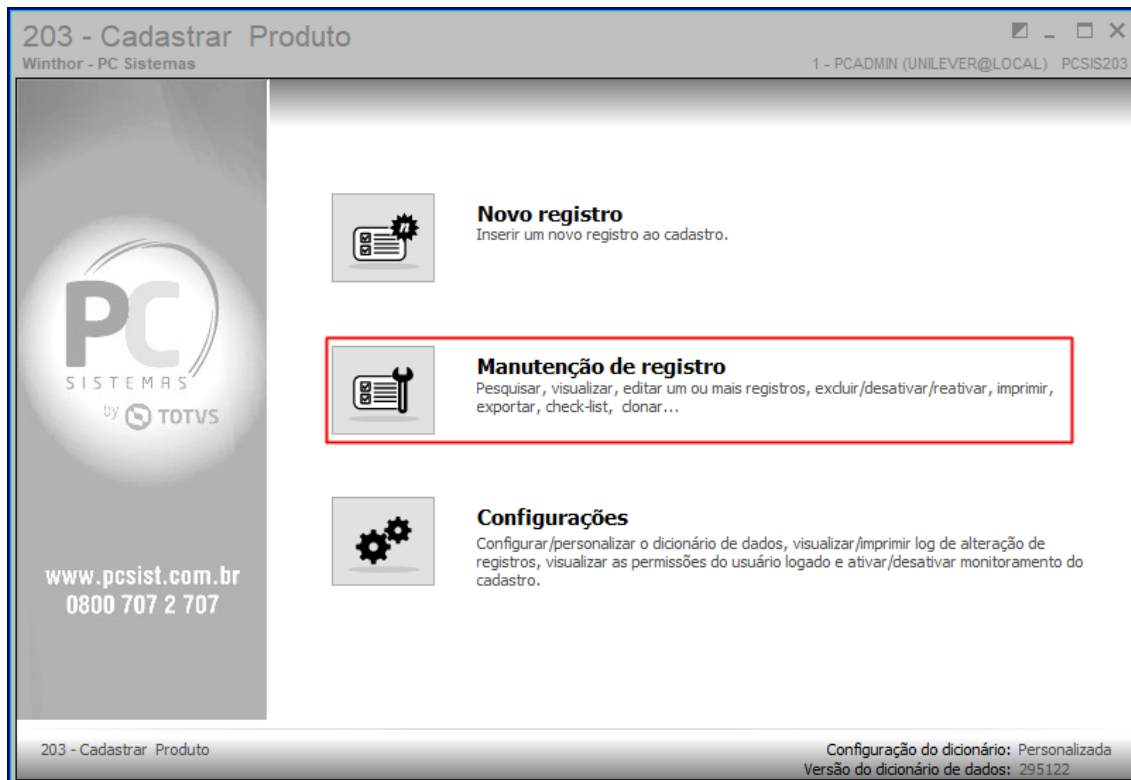 203 - Cadastrar Produto
Winthor - PC Sistemas
1 - PCADMIN (UNILEVER@LOCAL) PCSIS203
PC
SISTEMAS
by TOTVS
www.pcsist.com.br
0800 707 2 707
n
Novo registro
Inserir um novo registro ao cadastro.
Manutenção de registro
Pesquisar, visualizar, editar um ou mais registros, excluir/desativar/reativar, imprimir,
exportar, check-list, clonar...
Configurações
Configurar/personalizar o dicionário de dados, visualizar/imprimir log de alteração de
registros, visualizar as permissões do usuário logado e ativar/desativar monitoramento do
cadastro.
203 - Cadastrar Produto
Configuração do dicionário: Personalizada
Versão do dicionário de dados: 295122